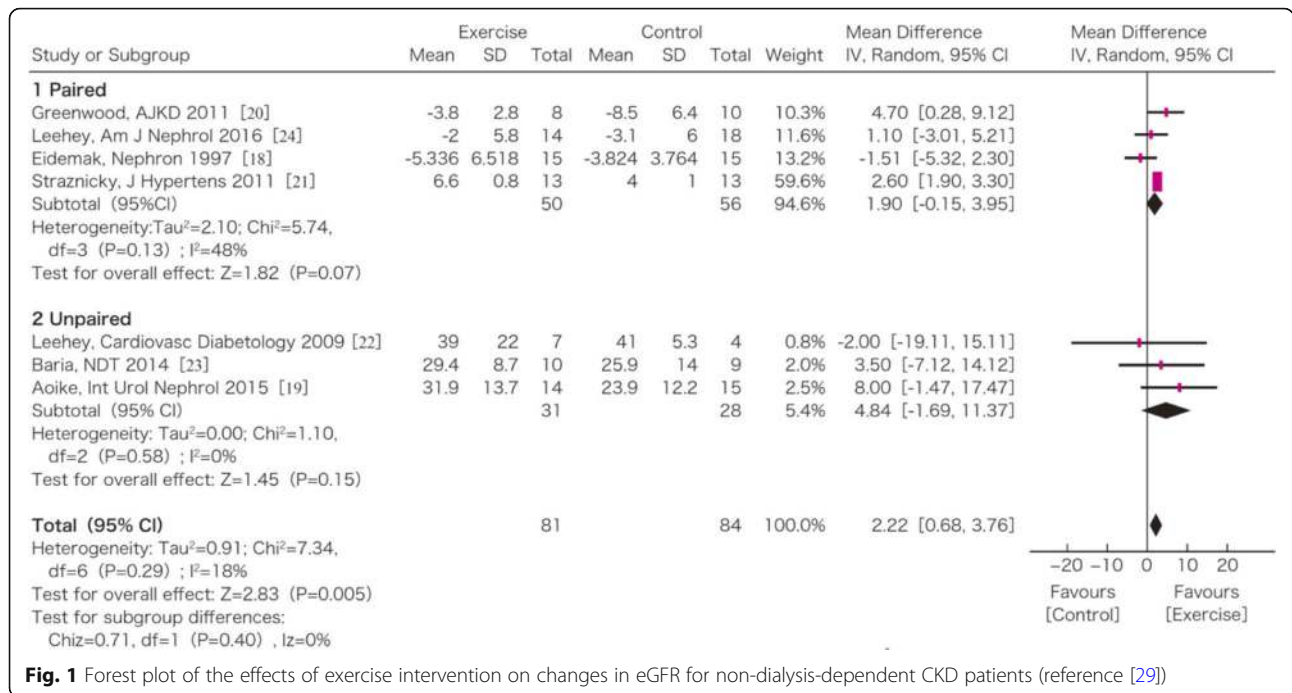 Exercise Control Mean Difference Mean Difference
Study or Subgroup Mean SD Total Mean SD Total Weight IV, Random, 95% CI IV, Random, 95% CI
1 Paired
Greenwood, AJKD 2011 [20] -3.8 2.8 8 -8.5 6.4 10 10.3% 4.70 [0.28, 9.12]
Leehey, Am J Nephrol 2016 [24] -2 5.8 14 -3.1 6 18 11.6% 1.10 [-3.01, 5.21]
Eidemak, Nephron 1997 [18] -5.336 6.518 15 -3.824 3.764 15 13.2% -1.51 [-5.32, 2.30]
Straznicky, J Hypertens 2011 [21] 6.6 0.8 13 4 1 13 59.6% 2.60 [1.90, 3.30]
Subtotal (95%CI) 50 56 94.6% 1.90 [-0.15, 3.95]
Heterogeneity:Tau²=2.10; Chi²=5.74,
df=3 (P=0.13) ; I²=48%
Test for overall effect: Z=1.82 (P=0.07)
2 Unpaired
Leehey, Cardiovasc Diabetology 2009 [22] 39 22 7 41 5.3 4 0.8% -2.00 [-19.11, 15.11]
Baria, NDT 2014 [23] 29.4 8.7 10 25.9 14 9 2.0% 3.50 [-7.12, 14.12]
Aoike, Int Urol Nephrol 2015 [19] 31.9 13.7 14 23.9 12.2 15 2.5% 8.00 [-1.47, 17.47]
Subtotal (95% CI) 31 28 5.4% 4.84 [-1.69, 11.37]
Heterogeneity: Tau²=0.00; Chi²=1.10,
df=2 (P=0.58) ; I²=0%
Test for overall effect: Z=1.45 (P=0.15)
Total (95% CI) 81 84 100.0% 2.22 [0.68, 3.76]
Heterogeneity: Tau²=0.91; Chi²=7.34,
df=6 (P=0.29) ; I²=18%
Test for overall effect: Z=2.83 (P=0.005)
Test for subgroup differences:
Chiz=0.71, df=1 (P=0.40) , Iz=0%
-20 -10 0 10 20
Favours Favours
[Control] [Exercise]
Fig. 1 Forest plot of the effects of exercise intervention on changes in eGFR for non-dialysis-dependent CKD patients (reference [29])